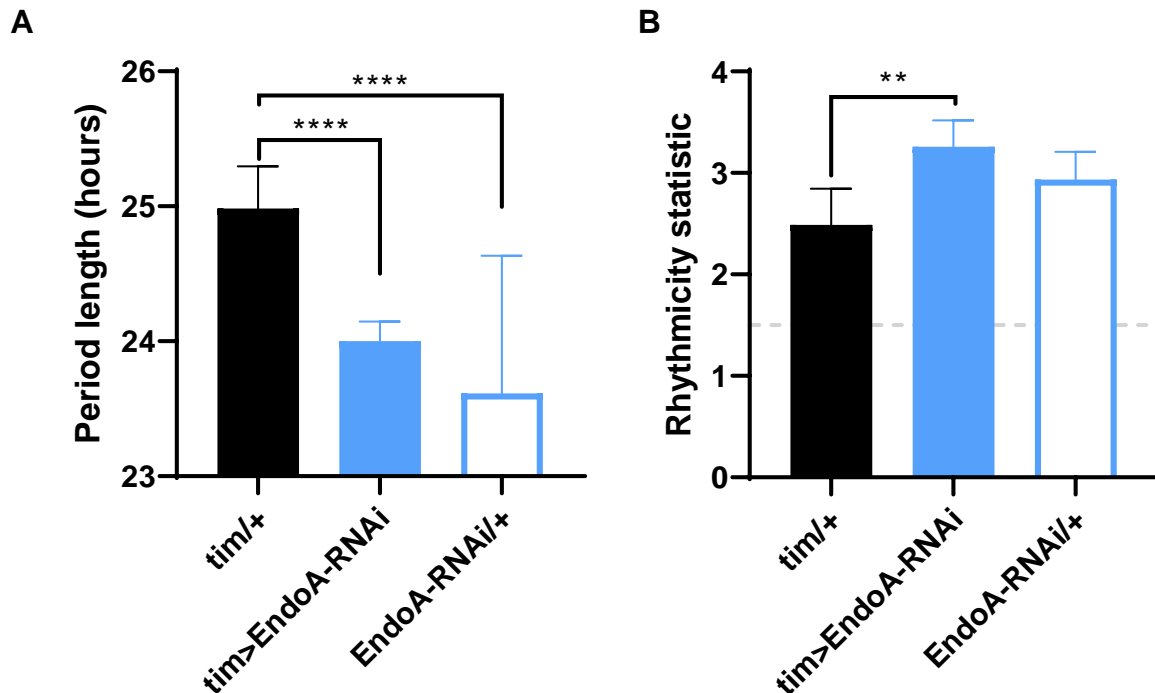 A
Period length (hours)
26
25
24
23
****
****
tim/+
tim>EndoA-RNAi
EndoA-RNAi/+
B
Rhythmicity statistic
4
3
2
1
0
**
tim/+
tim>EndoA-RNAi
EndoA-RNAi/+